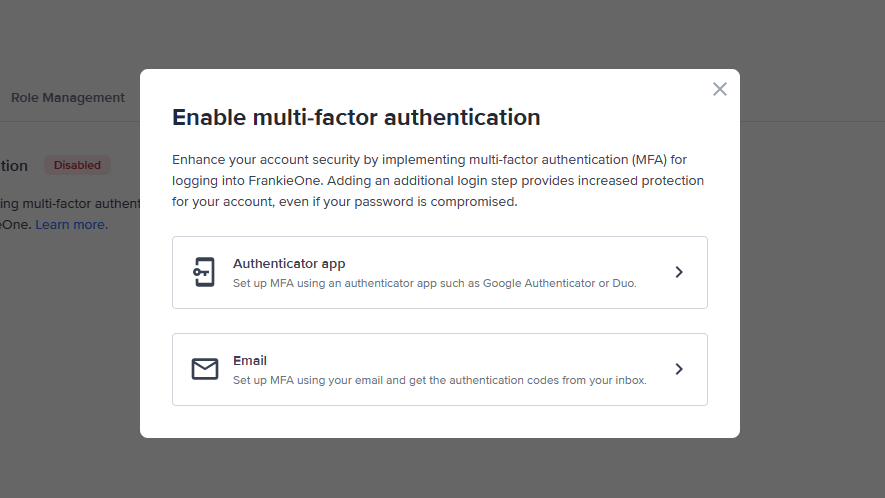 Role Management
Enable multi-factor authentication
Enhance your account security by implementing multi-factor authentication (MFA) for
logging into FrankieOne. Adding an additional login step provides increased protection
for your account, even if your password is compromised.
tion Disabled
ing multi-factor authent
eOne. Learn more.
Authenticator app
Set up MFA using an authenticator app such as Google Authenticator or Duo.
Email
Set up MFA using your email and get the authentication codes from your inbox.